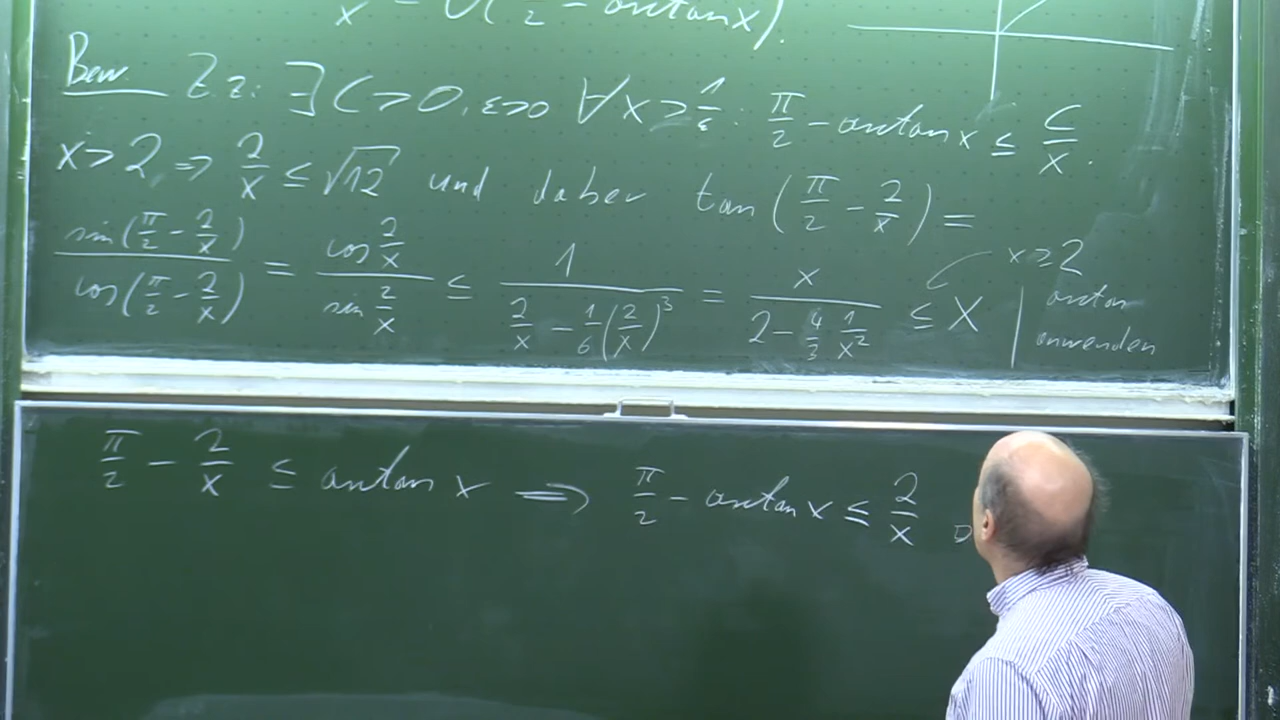 x = O(π/2 - arctan x).
Bew. Z.z.: ∃ C > 0, ε > 0 ∀ x > 1/ε : π/2 - arctan x ≤ C/x.
x > 2, ⇒ 2/x ≤ √12 und daher tan(π/2 - 2/x) =
sin(π/2 - 2/x)/cos(π/2 - 2/x) = cos 2/x / sin 2/x ≤ 1/(2/x - 1/6 (2/x)^3) = x/(2 - 4/3 1/x^2) ≤ x | arctan anwenden
x ≥ 2
π/2 - 2/x ≤ arctan x ⇒ π/2 - arctan x ≤ 2/x □